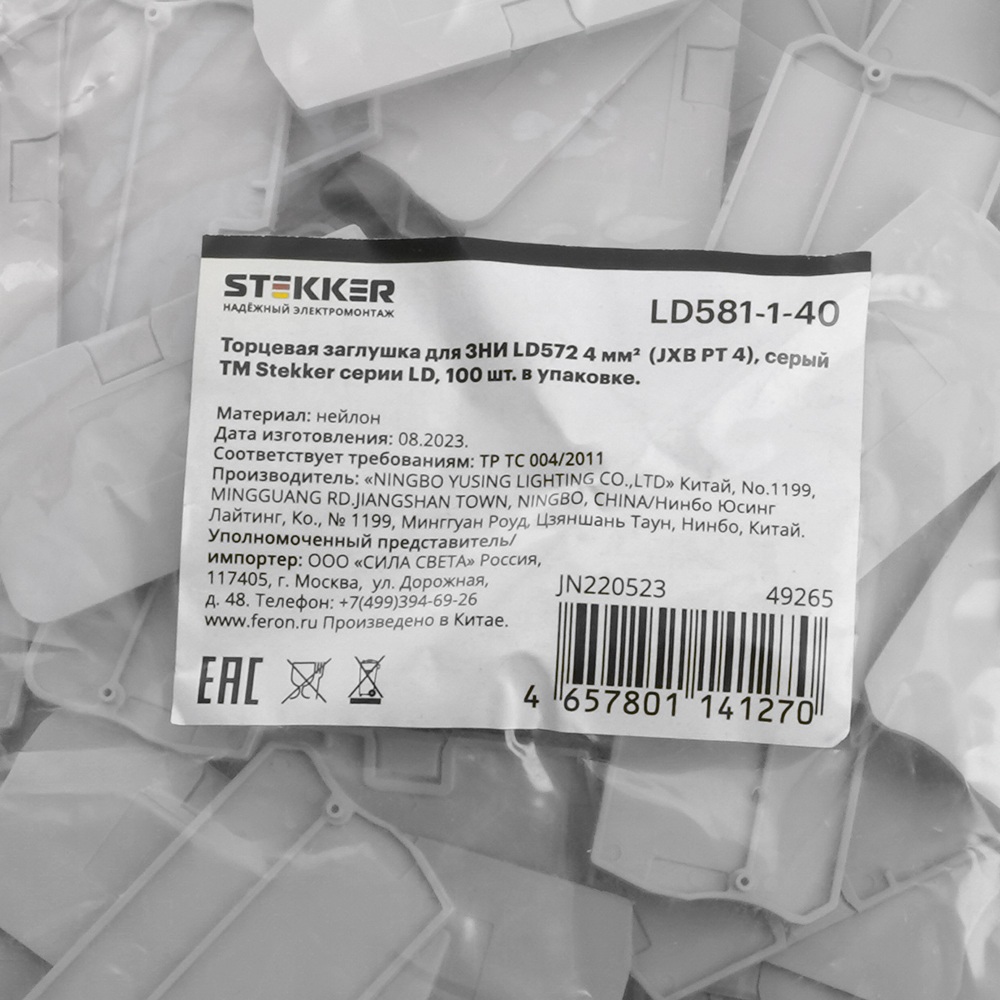 STEKKER
НАДЁЖНЫЙ ЭЛЕКТРОМОНТАЖ
LD581-1-40
Торцевая заглушка для ЗНИ LD572 4 мм² (JXB PT 4), серый
TM Stekker серии LD, 100 шт. в упаковке.
Материал: нейлон
Дата изготовления: 08.2023.
Соответствует требованиям: ТР ТС 004/2011
Производитель: «NINGBO YUSING LIGHTING CO.,LTD» Китай, No.1199,
MINGGUANG RD.JIANGSHAN TOWN, NINGBO, CHINA/Нинбо Юсинг
Лайтинг, Ко., № 1199, Минггуан Роуд, Цзяншань Таун, Нинбо, Китай.
Уполномоченный представитель/
импортер: ООО «СИЛА СВЕТА» Россия,
117405, г. Москва, ул. Дорожная,
д. 48. Телефон: +7(499)394-69-26
www.feron.ru Произведено в Китае.
JN220523 49265
EAC
4 657801 141270